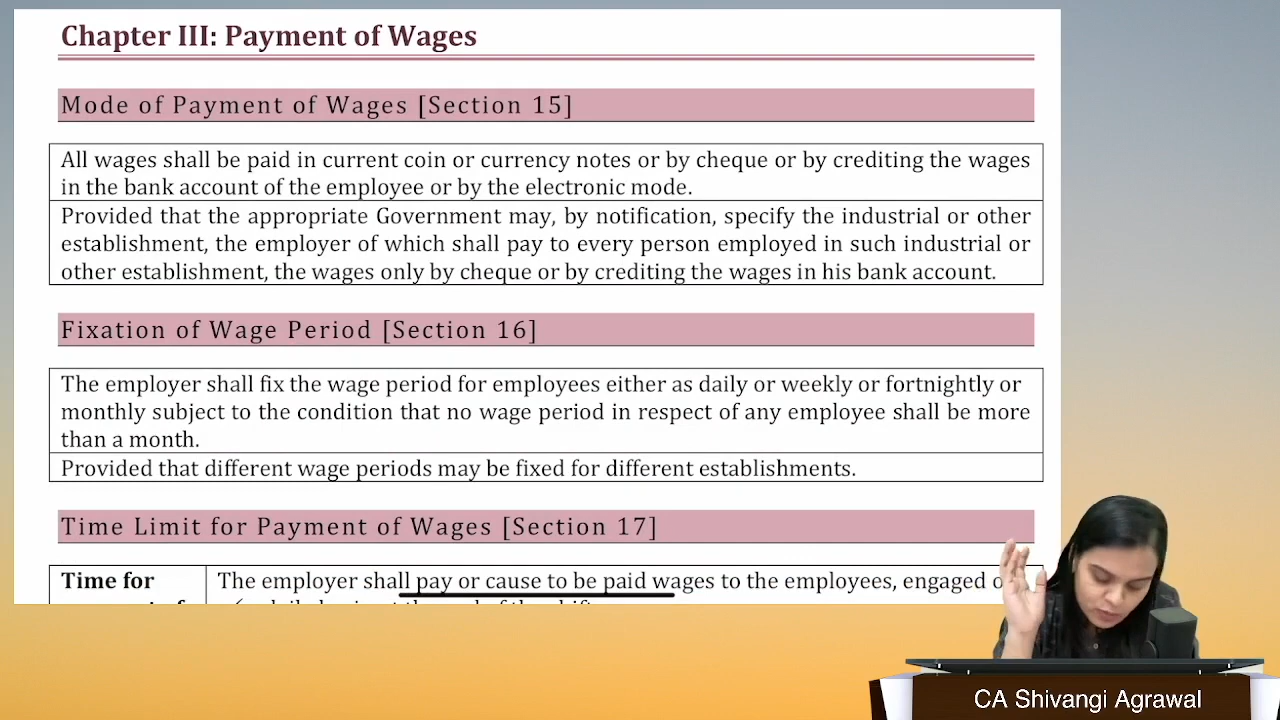 Chapter III: Payment of Wages
Mode of Payment of Wages [Section 15]
All wages shall be paid in current coin or currency notes or by cheque or by crediting the wages
in the bank account of the employee or by the electronic mode.
Provided that the appropriate Government may, by notification, specify the industrial or other
establishment, the employer of which shall pay to every person employed in such industrial or
other establishment, the wages only by cheque or by crediting the wages in his bank account.
Fixation of Wage Period [Section 16]
The employer shall fix the wage period for employees either as daily or weekly or fortnightly or
monthly subject to the condition that no wage period in respect of any employee shall be more
than a month.
Provided that different wage periods may be fixed for different establishments.
Time Limit for Payment of Wages [Section 17]
Time for
The employer shall pay or cause to be paid wages to the employees, engaged
CA Shivangi Agrawal